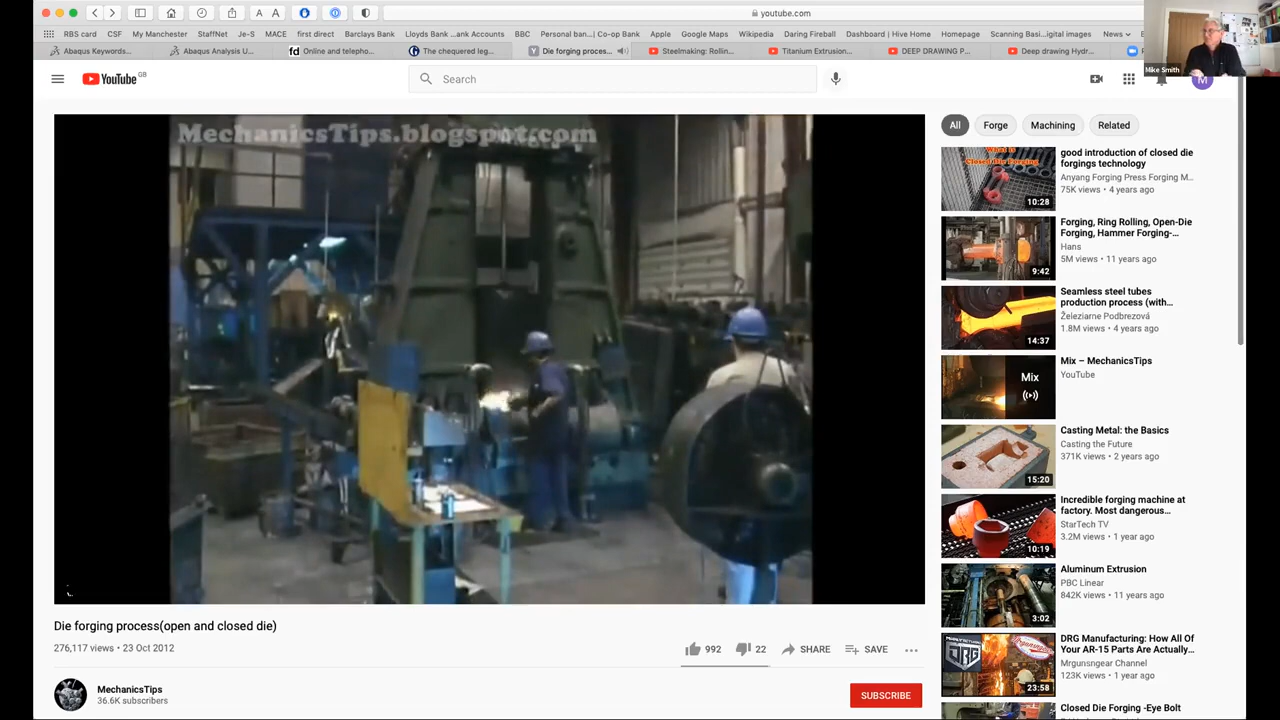 youtube.com
RBS card
CSF
My Manchester
StaffNet
Je-S
MACE
first direct
Barclays Bank
Lloyds Bank ...ank Accounts
BBC
Personal ban...| Co-op Bank
Apple
Google Maps
Wikipedia
Daring Fireball
Dashboard | Hive Home
Homepage
Scanning Basi...igital images
News
Abaqus Keywords...
Abaqus Analysis U...
Online and telepho...
The chequered leg...
Die forging proces...
Steelmaking: Rollin...
Titanium Extrusion...
DEEP DRAWING P...
Deep drawing Hydr...
Mike Smith
YouTube GB
Search
M
MechanicsTips.blogspot.com
All
Forge
Machining
Related
What is
Closed Die Forging
10:28
good introduction of closed die
forgings technology
Anyang Forging Press Forging M...
75K views • 4 years ago
9:42
Forging, Ring Rolling, Open-Die
Forging, Hammer Forging-...
Hans
5M views • 11 years ago
14:37
Seamless steel tubes
production process (with...
Železiarne Podbrezová
1.8M views • 4 years ago
Mix
Mix – MechanicsTips
YouTube
15:20
Casting Metal: the Basics
Casting the Future
371K views • 2 years ago
10:19
Incredible forging machine at
factory. Most dangerous...
StarTech TV
3.2M views • 1 year ago
3:02
Aluminum Extrusion
PBC Linear
842K views • 11 years ago
DRG
23:58
DRG Manufacturing: How All Of
Your AR-15 Parts Are Actually...
Mrgunsngear Channel
123K views • 1 year ago
Closed Die Forging -Eye Bolt
Die forging process(open and closed die)
276,117 views • 23 Oct 2012
992
22
SHARE
SAVE
MechanicsTips
36.6K subscribers
SUBSCRIBE